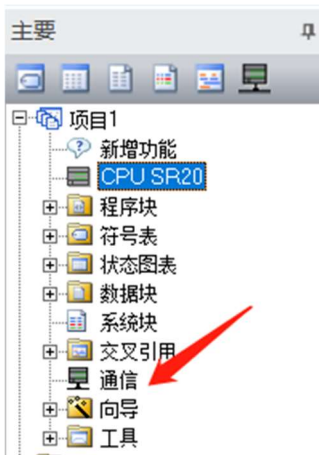 主要
项目1
新增功能
CPU SR20
程序块
符号表
状态图表
数据块
系统块
交叉引用
通信
向导
工具